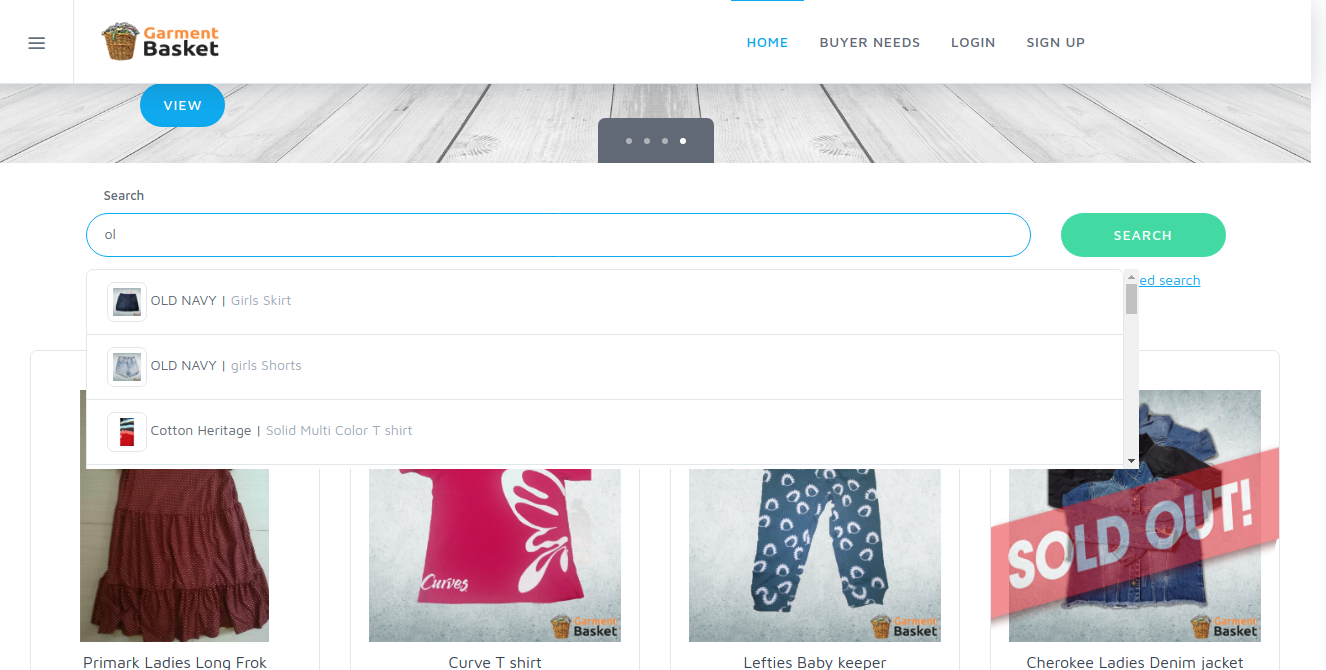 Garment
Basket
HOME
BUYER NEEDS
LOGIN
SIGN UP
VIEW
Search
ol
SEARCH
ed search
OLD NAVY | Girls Skirt
OLD NAVY | girls Shorts
Cotton Heritage | Solid Multi Color T shirt
Curves
SOLD OUT!
Garment
Basket
Garment
Basket
Garment
Basket
Primark Ladies Long Frok
Curve T shirt
Lefties Baby keeper
Cherokee Ladies Denim jacket